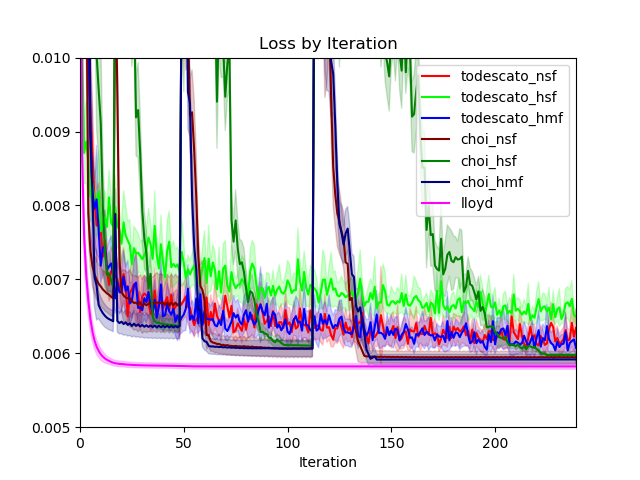 Loss by Iteration
0.010
0.009
0.008
0.007
0.006
0.005
0
50
100
150
200
Iteration
todescato_nsf
todescato_hsf
todescato_hmf
choi_nsf
choi_hsf
choi_hmf
lloyd